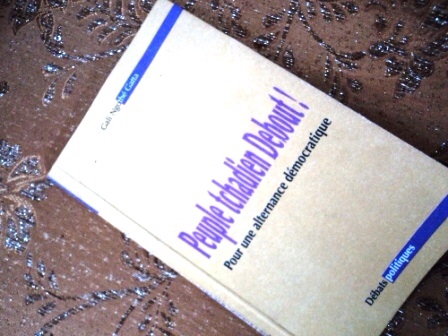 Gali Ngothé Gatta
Peuple tchadien Debout !
Pour une alternance démocratique
Débats politiques